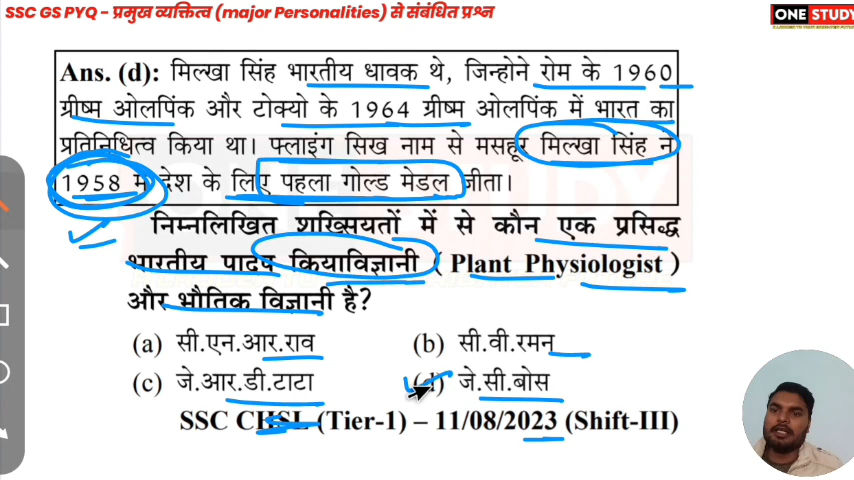 SSC GS PYQ - प्रमुख व्यक्तित्व (major Personalities) से संबंधित प्रश्न
ONE STUDY
Ans. (d): मिल्खा सिंह भारतीय धावक थे, जिन्होने रोम के 1960
ग्रीष्म ओलपिंक और टोक्यो के 1964 ग्रीष्म ओलपिंक में भारत का
प्रतिनिधित्व किया था। फ्लाइंग सिख नाम से मसहूर मिल्खा सिंह ने
1958 में देश के लिए पहला गोल्ड मेडल जीता।
निम्नलिखित शख्सियतों में से कौन एक प्रसिद्ध
भारतीय पादप क्रियाविज्ञानी (Plant Physiologist)
और भौतिक विज्ञानी है?
(a) सी.एन.आर.राव (b) सी.वी.रमन
(c) जे.आर.डी.टाटा (d) जे.सी.बोस
SSC CHSL (Tier-1) – 11/08/2023 (Shift-III)